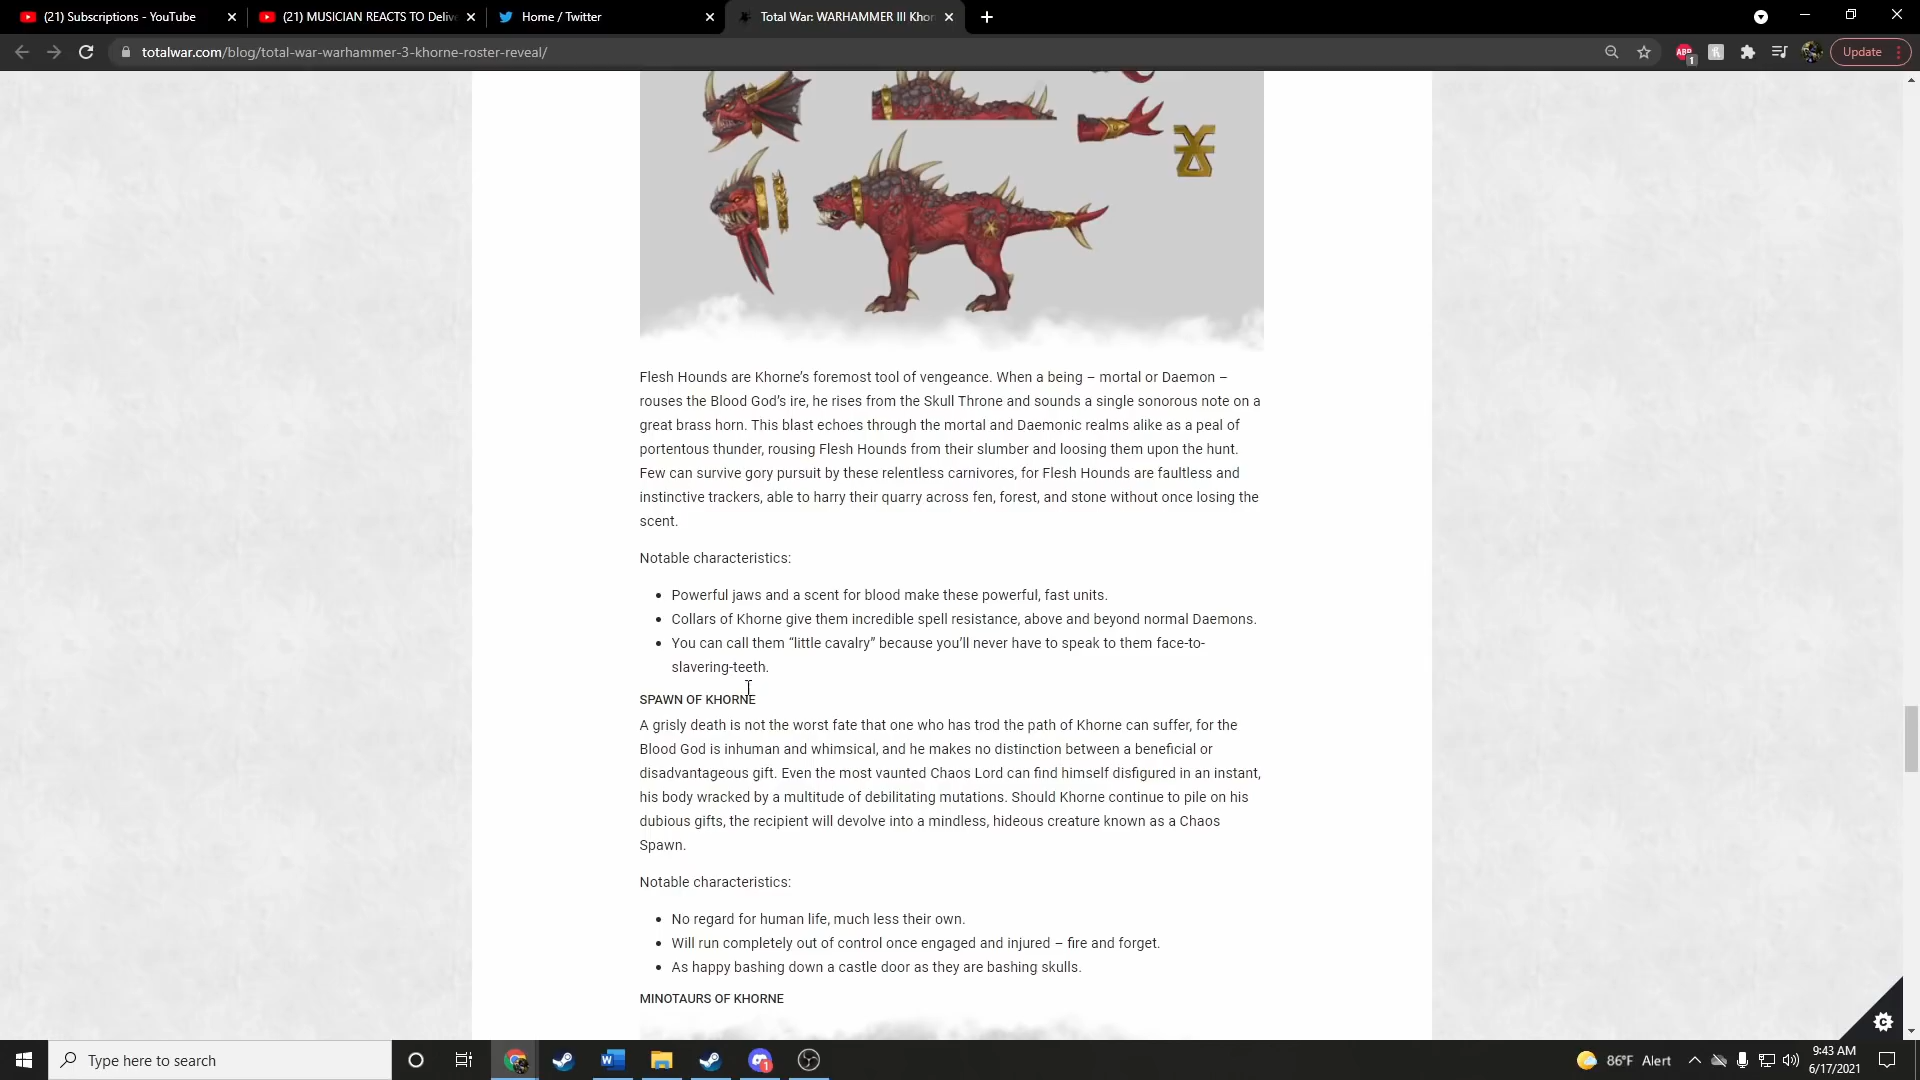 (21) Subscriptions - YouTube
(21) MUSICIAN REACTS TO Delive
Home / Twitter
Total War: WARHAMMER III Khor
totalwar.com/blog/total-war-warhammer-3-khorne-roster-reveal/
ABP
1
Update
Flesh Hounds are Khorne's foremost tool of vengeance. When a being – mortal or Daemon –
rouses the Blood God's ire, he rises from the Skull Throne and sounds a single sonorous note on a
great brass horn. This blast echoes through the mortal and Daemonic realms alike as a peal of
portentous thunder, rousing Flesh Hounds from their slumber and loosing them upon the hunt.
Few can survive gory pursuit by these relentless carnivores, for Flesh Hounds are faultless and
instinctive trackers, able to harry their quarry across fen, forest, and stone without once losing the
scent.
Notable characteristics:
• Powerful jaws and a scent for blood make these powerful, fast units.
• Collars of Khorne give them incredible spell resistance, above and beyond normal Daemons.
• You can call them “little cavalry” because you'll never have to speak to them face-to-
slavering-teeth.
SPAWN OF KHORNE
A grisly death is not the worst fate that one who has trod the path of Khorne can suffer, for the
Blood God is inhuman and whimsical, and he makes no distinction between a beneficial or
disadvantageous gift. Even the most vaunted Chaos Lord can find himself disfigured in an instant,
his body wracked by a multitude of debilitating mutations. Should Khorne continue to pile on his
dubious gifts, the recipient will devolve into a mindless, hideous creature known as a Chaos
Spawn.
Notable characteristics:
• No regard for human life, much less their own.
• Will run completely out of control once engaged and injured – fire and forget.
• As happy bashing down a castle door as they are bashing skulls.
MINOTAURS OF KHORNE
Type here to search
86°F Alert
9:43 AM
6/17/2021